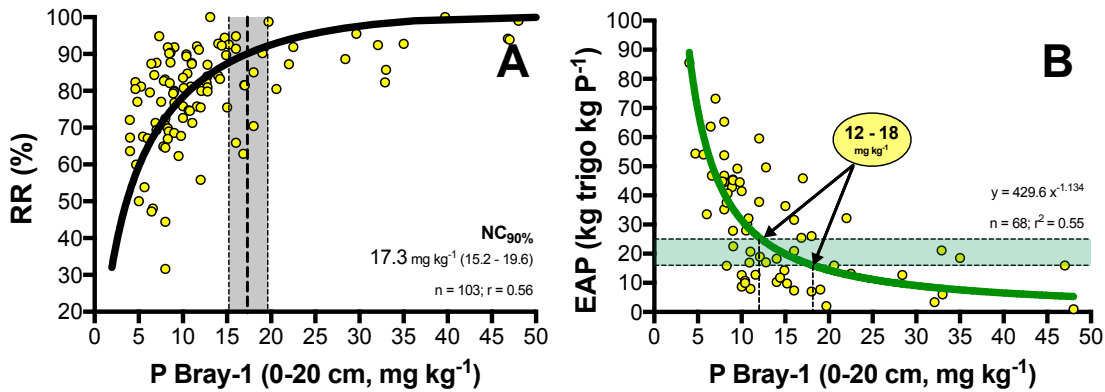 A
RR (%)
100
90
80
70
60
50
40
30
20
NC90%
17.3 mg kg-1 (15.2 - 19.6)
n = 103; r = 0.56
0 5 10 15 20 25 30 35 40 45 50
P Bray-1 (0-20 cm, mg kg-1)
B
EAP (kg trigo kg P-1)
100
90
80
70
60
50
40
30
20
10
0
12 - 18
mg kg-1
y = 429.6 x-1.134
n = 68; r2 = 0.55
0 5 10 15 20 25 30 35 40 45 50
P Bray-1 (0-20 cm, mg kg-1)